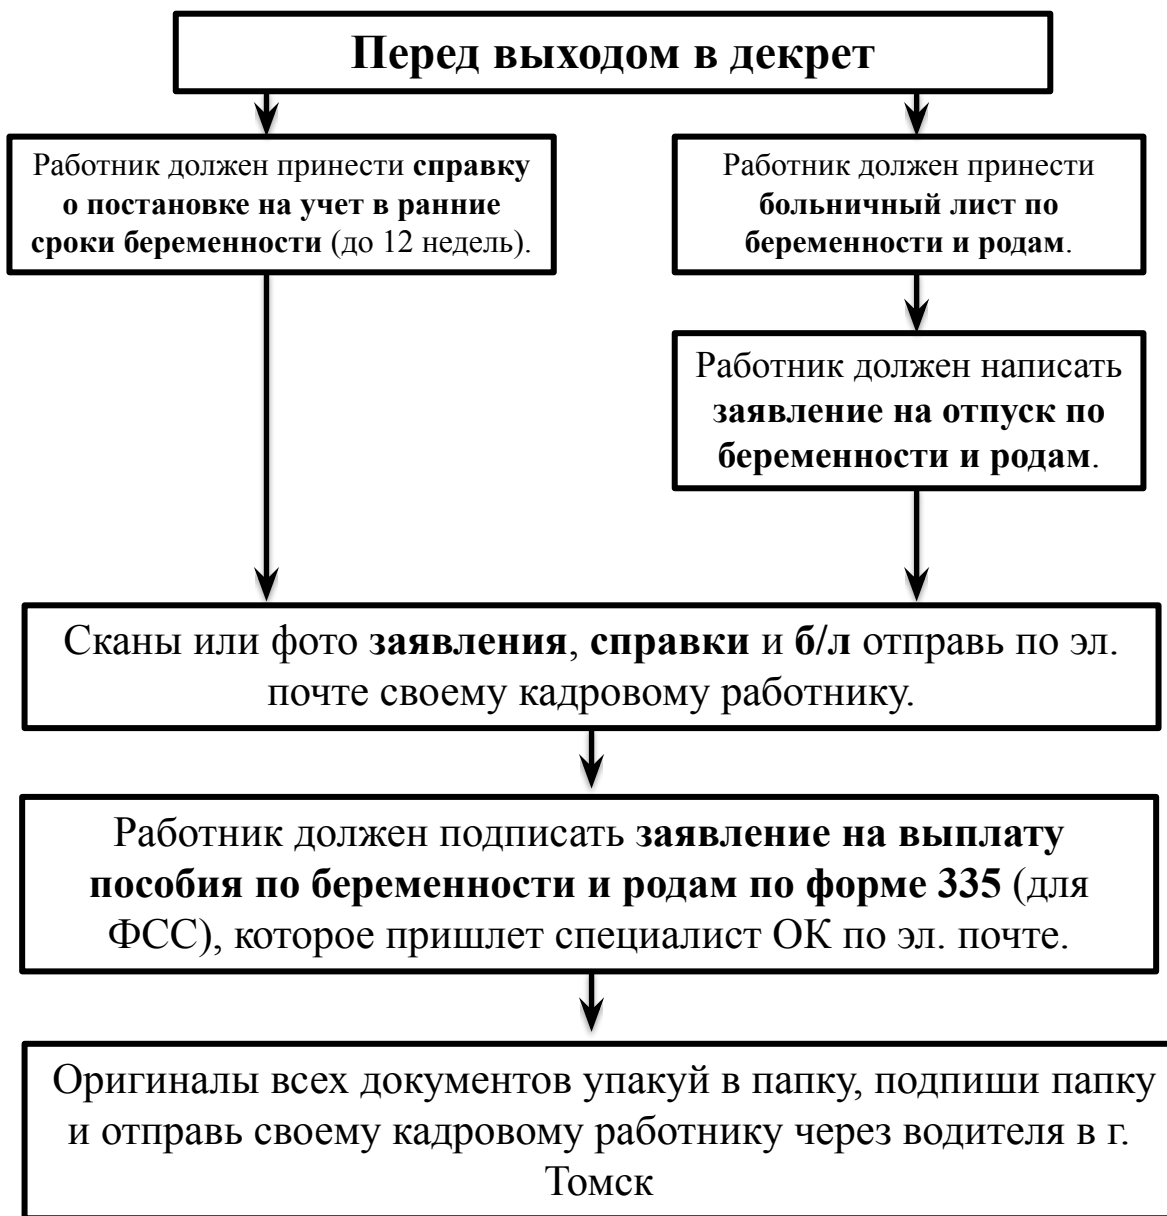 Перед выходом в декрет
Работник должен принести справку
о постановке на учет в ранние
сроки беременности (до 12 недель).
Работник должен принести
больничный лист по
беременности и родам.
Работник должен написать
заявление на отпуск по
беременности и родам.
Сканы или фото заявления, справки и б/л отправь по эл.
почте своему кадровому работнику.
Работник должен подписать заявление на выплату
пособия по беременности и родам по форме 335 (для
ФСС), которое пришлет специалист ОК по эл. почте.
Оригиналы всех документов упакуй в папку, подпиши папку
и отправь своему кадровому работнику через водителя в г.
Томск